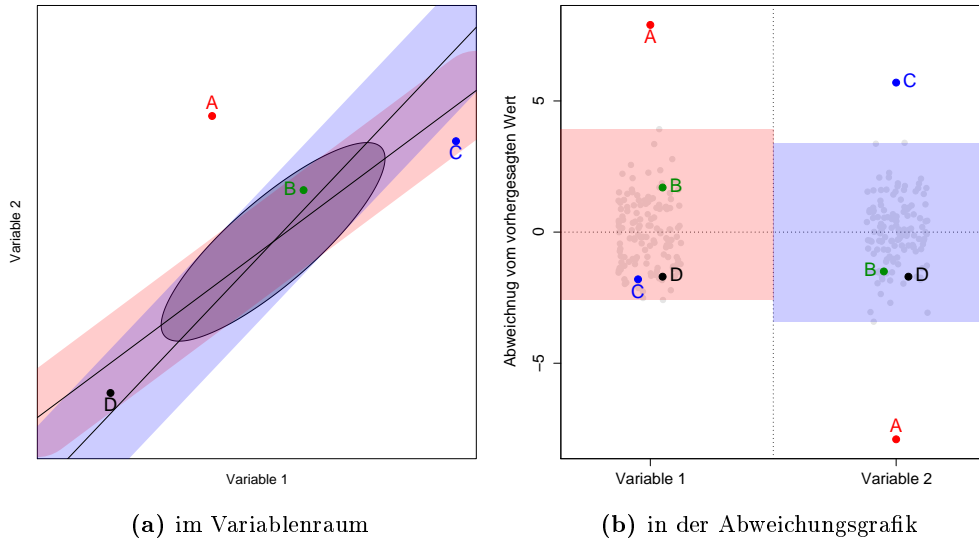 A
B
C
D
Variable 2
Variable 1
(a) im Variablenraum
A
C
B
D
C
B
D
A
5
0
−5
Abweichnug vom vorhergesagten Wert
Variable 1
Variable 2
(b) in der Abweichungsgrafik